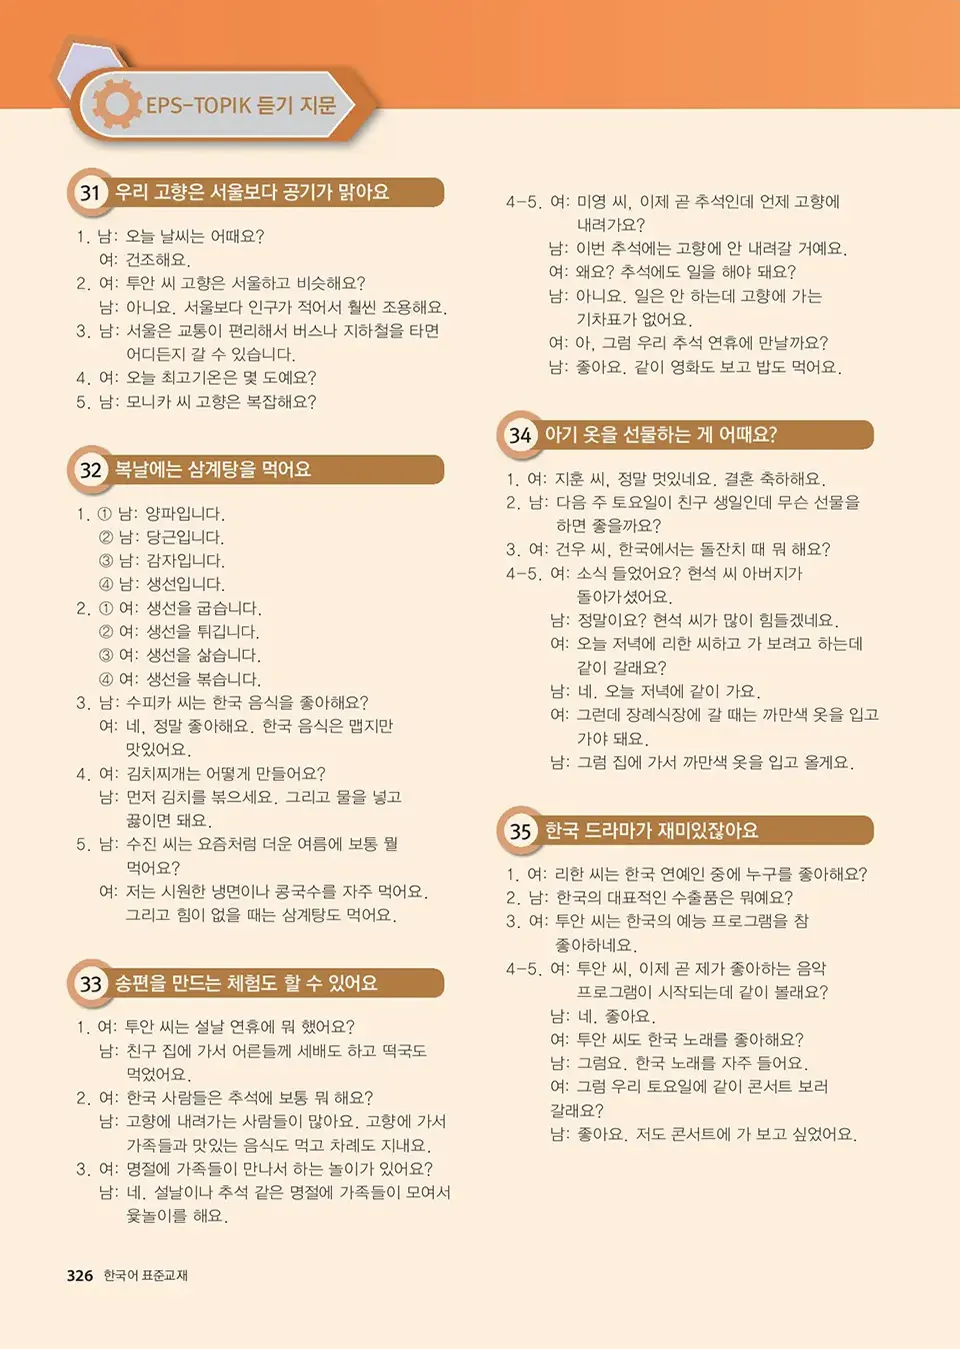 EPS-TOPIK 듣기 지문
31 우리 고향은 서울보다 공기가 맑아요
1. 남: 오늘 날씨는 어때요?
여: 건조해요.
2. 여: 투안 씨 고향은 서울하고 비슷해요?
남: 아니요. 서울보다 인구가 적어서 훨씬 조용해요.
3. 남: 서울은 교통이 편리해서 버스나 지하철을 타면
어디든지 갈 수 있습니다.
4. 여: 오늘 최고기온은 몇 도예요?
5. 남: 모니카 씨 고향은 복잡해요?
32 복날에는 삼계탕을 먹어요
1. ① 남: 양파입니다.
② 남: 당근입니다.
③ 남: 감자입니다.
④ 남: 생선입니다.
2. ① 여: 생선을 굽습니다.
② 여: 생선을 튀깁니다.
③ 여: 생선을 삶습니다.
④ 여: 생선을 볶습니다.
3. 남: 수피카 씨는 한국 음식을 좋아해요?
여: 네, 정말 좋아해요. 한국 음식은 맵지만
맛있어요.
4. 여: 김치찌개는 어떻게 만들어요?
남: 먼저 김치를 볶으세요. 그리고 물을 넣고
끓이면 돼요.
5. 남: 수진 씨는 요즘처럼 더운 여름에 보통 뭘
먹어요?
여: 저는 시원한 냉면이나 콩국수를 자주 먹어요.
그리고 힘이 없을 때는 삼계탕도 먹어요.
33 송편을 만드는 체험도 할 수 있어요
1. 여: 투안 씨는 설날 연휴에 뭐 했어요?
남: 친구 집에 가서 어른들께 세배도 하고 떡국도
먹었어요.
2. 여: 한국 사람들은 추석에 보통 뭐 해요?
남: 고향에 내려가는 사람들이 많아요. 고향에 가서
가족들과 맛있는 음식도 먹고 차례도 지내요.
3. 여: 명절에 가족들이 만나서 하는 놀이가 있어요?
남: 네. 설날이나 추석 같은 명절에 가족들이 모여서
윷놀이를 해요.
4-5. 여: 미영 씨, 이제 곧 추석인데 언제 고향에
내려가요?
남: 이번 추석에는 고향에 안 내려갈 거예요.
여: 왜요? 추석에도 일을 해야 돼요?
남: 아니요. 일은 안 하는데 고향에 가는
기차표가 없어요.
여: 아, 그럼 우리 추석 연휴에 만날까요?
남: 좋아요. 같이 영화도 보고 밥도 먹어요.
34 아기 옷을 선물하는 게 어때요?
1. 여: 지훈 씨, 정말 멋있네요. 결혼 축하해요.
2. 남: 다음 주 토요일이 친구 생일인데 무슨 선물을
하면 좋을까요?
3. 여: 건우 씨, 한국에서는 돌잔치 때 뭐 해요?
4-5. 여: 소식 들었어요? 현석 씨 아버지가
돌아가셨어요.
남: 정말이요? 현석 씨가 많이 힘들겠네요.
여: 오늘 저녁에 리한 씨하고 가 보려고 하는데
같이 갈래요?
남: 네. 오늘 저녁에 같이 가요.
여: 그런데 장례식장에 갈 때는 까만색 옷을 입고
가야 돼요.
남: 그럼 집에 가서 까만색 옷을 입고 올게요.
35 한국 드라마가 재미있잖아요
1. 여: 리한 씨는 한국 연예인 중에 누구를 좋아해요?
2. 남: 한국의 대표적인 수출품은 뭐예요?
3. 여: 투안 씨는 한국의 예능 프로그램을 참
좋아하네요.
4-5. 여: 투안 씨, 이제 곧 제가 좋아하는 음악
프로그램이 시작되는데 같이 볼래요?
남: 네. 좋아요.
여: 투안 씨도 한국 노래를 좋아해요?
남: 그럼요. 한국 노래를 자주 들어요.
여: 그럼 우리 토요일에 같이 콘서트 보러
갈래요?
남: 좋아요. 저도 콘서트에 가 보고 싶었어요.
326 한국어 표준교재